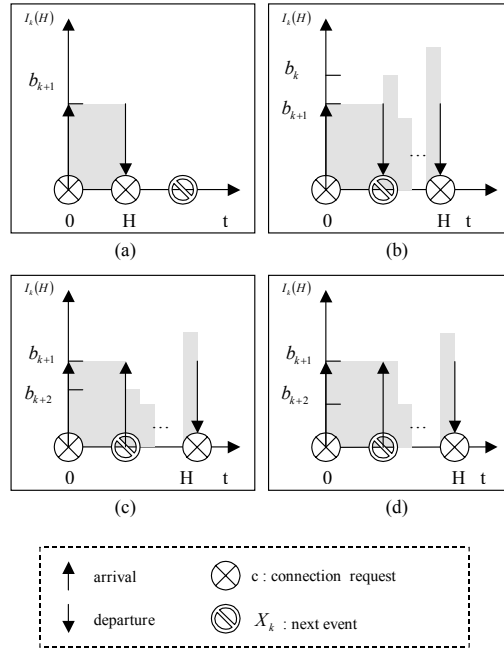 I_k(H)
b_{k+1}
0 H t
(a)
I_k(H)
b_k
b_{k+1}
...
0 H t
(b)
I_k(H)
b_{k+1}
b_{k+2}
...
0 H t
(c)
I_k(H)
b_{k+1}
b_{k+2}
...
0 H t
(d)
arrival
c : connection request
departure
X_k : next event